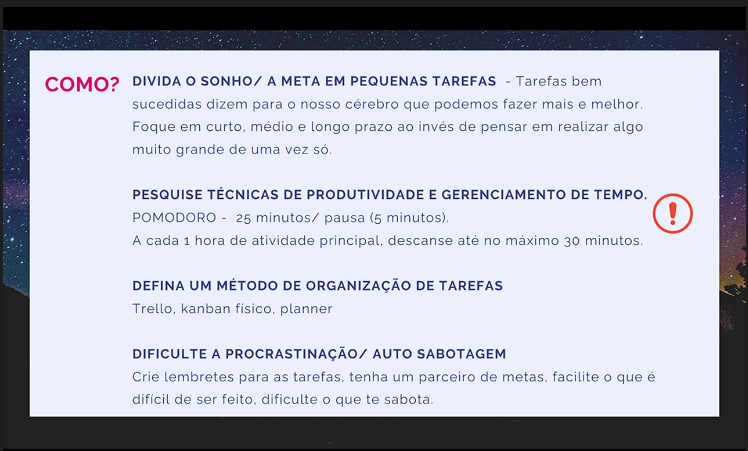 COMO?
DIVIDA O SONHO/ A META EM PEQUENAS TAREFAS - Tarefas bem
sucedidas dizem para o nosso cérebro que podemos fazer mais e melhor.
Foque em curto, médio e longo prazo ao invés de pensar em realizar algo
muito grande de uma vez só.
PESQUISE TÉCNICAS DE PRODUTIVIDADE E GERENCIAMENTO DE TEMPO.
POMODORO - 25 minutos/ pausa (5 minutos).
A cada 1 hora de atividade principal, descanse até no máximo 30 minutos.
DEFINA UM MÉTODO DE ORGANIZAÇÃO DE TAREFAS
Trello, kanban físico, planner
DIFICULTE A PROCRASTINAÇÃO/ AUTO SABOTAGEM
Crie lembretes para as tarefas, tenha um parceiro de metas, facilite o que é
difícil de ser feito, dificulte o que te sabota.